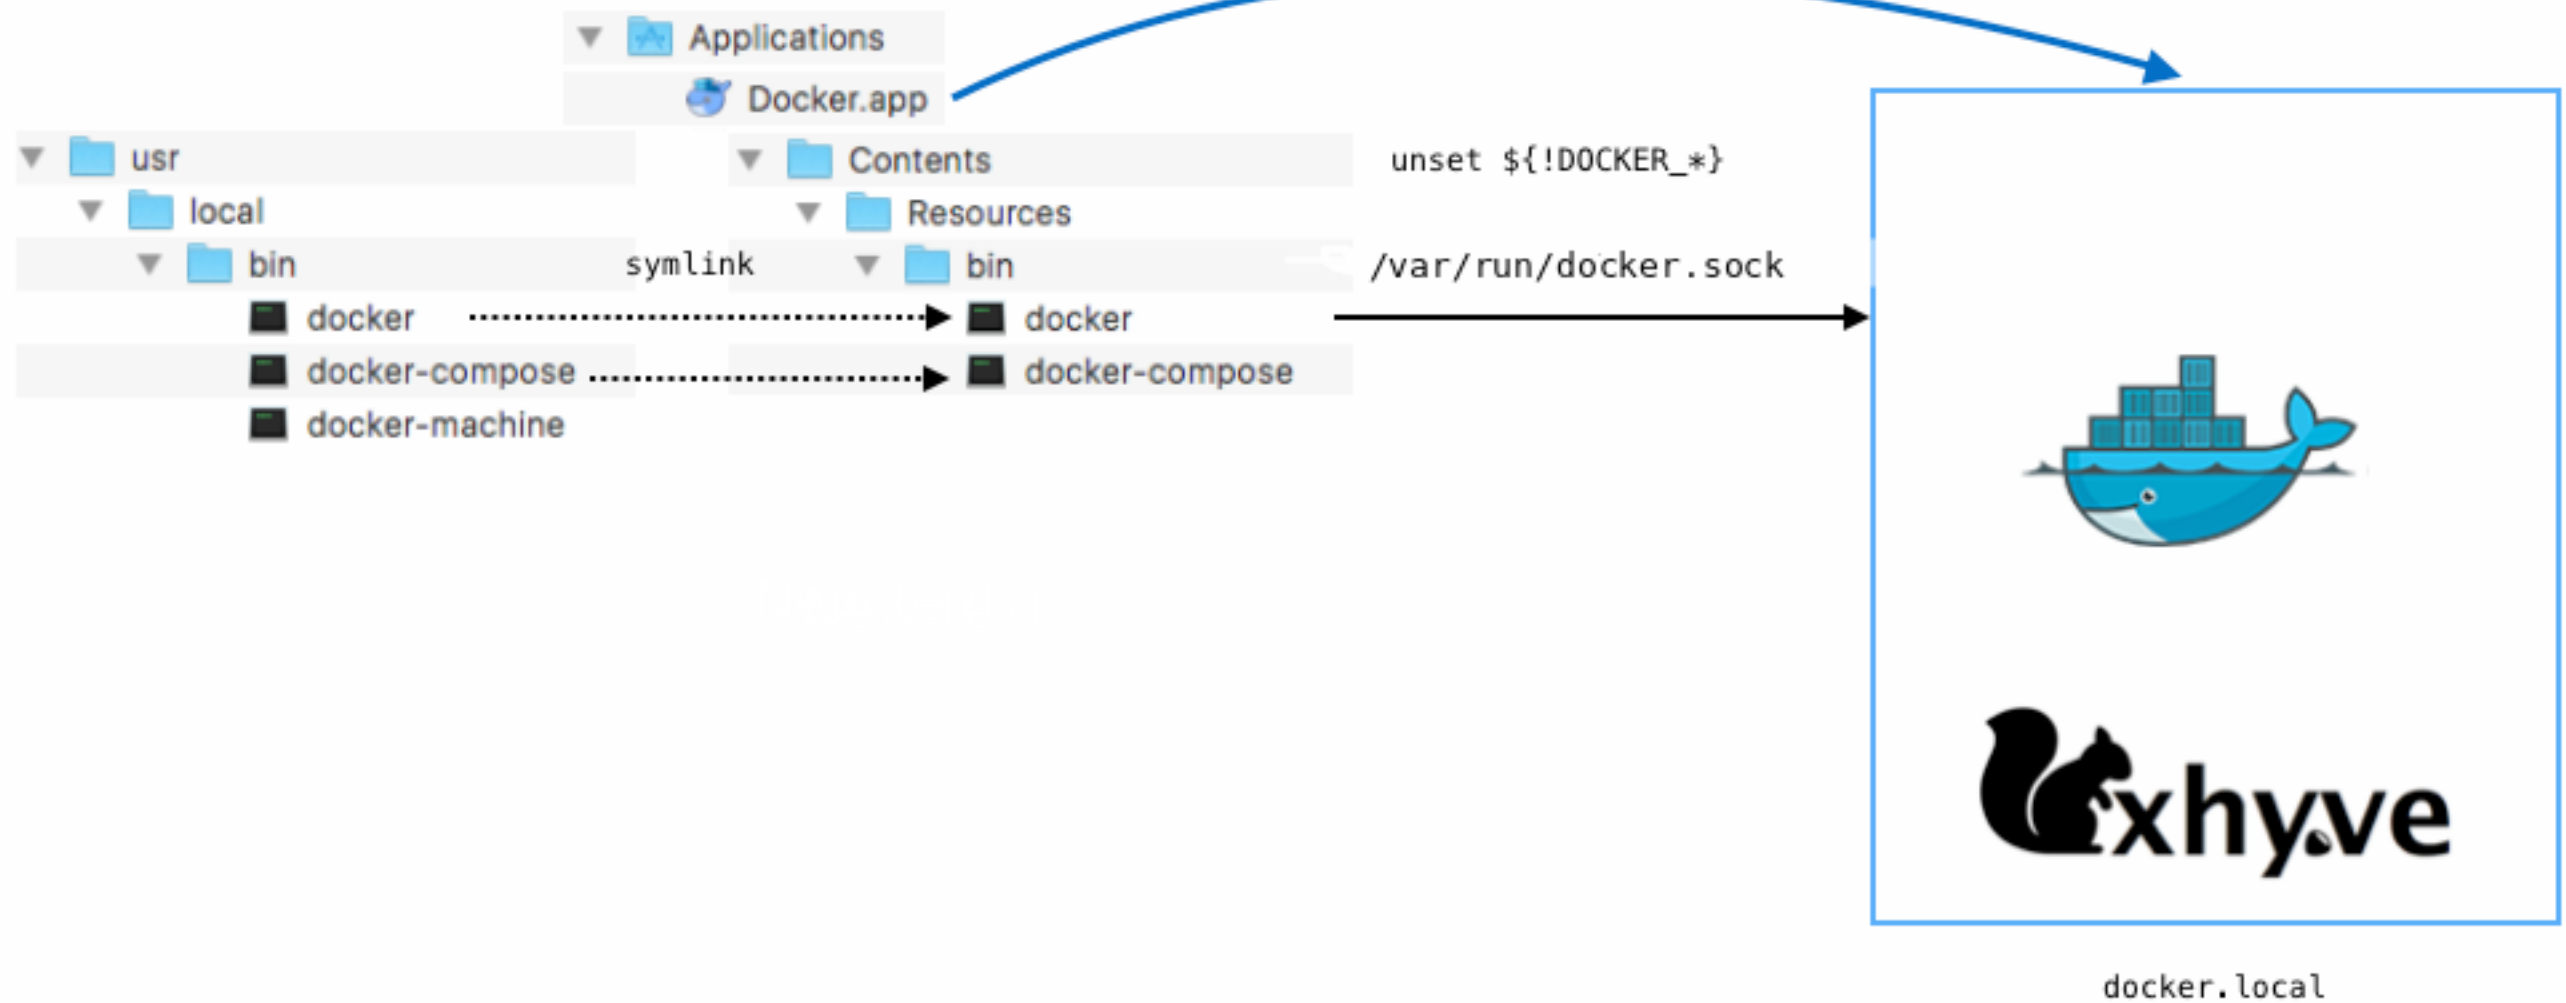 Applications
Docker.app
usr
local
bin
docker
docker-compose
docker-machine
symlink
Contents
Resources
bin
docker
docker-compose
unset ${!DOCKER_*}
/var/run/docker.sock
xhyve
docker.local